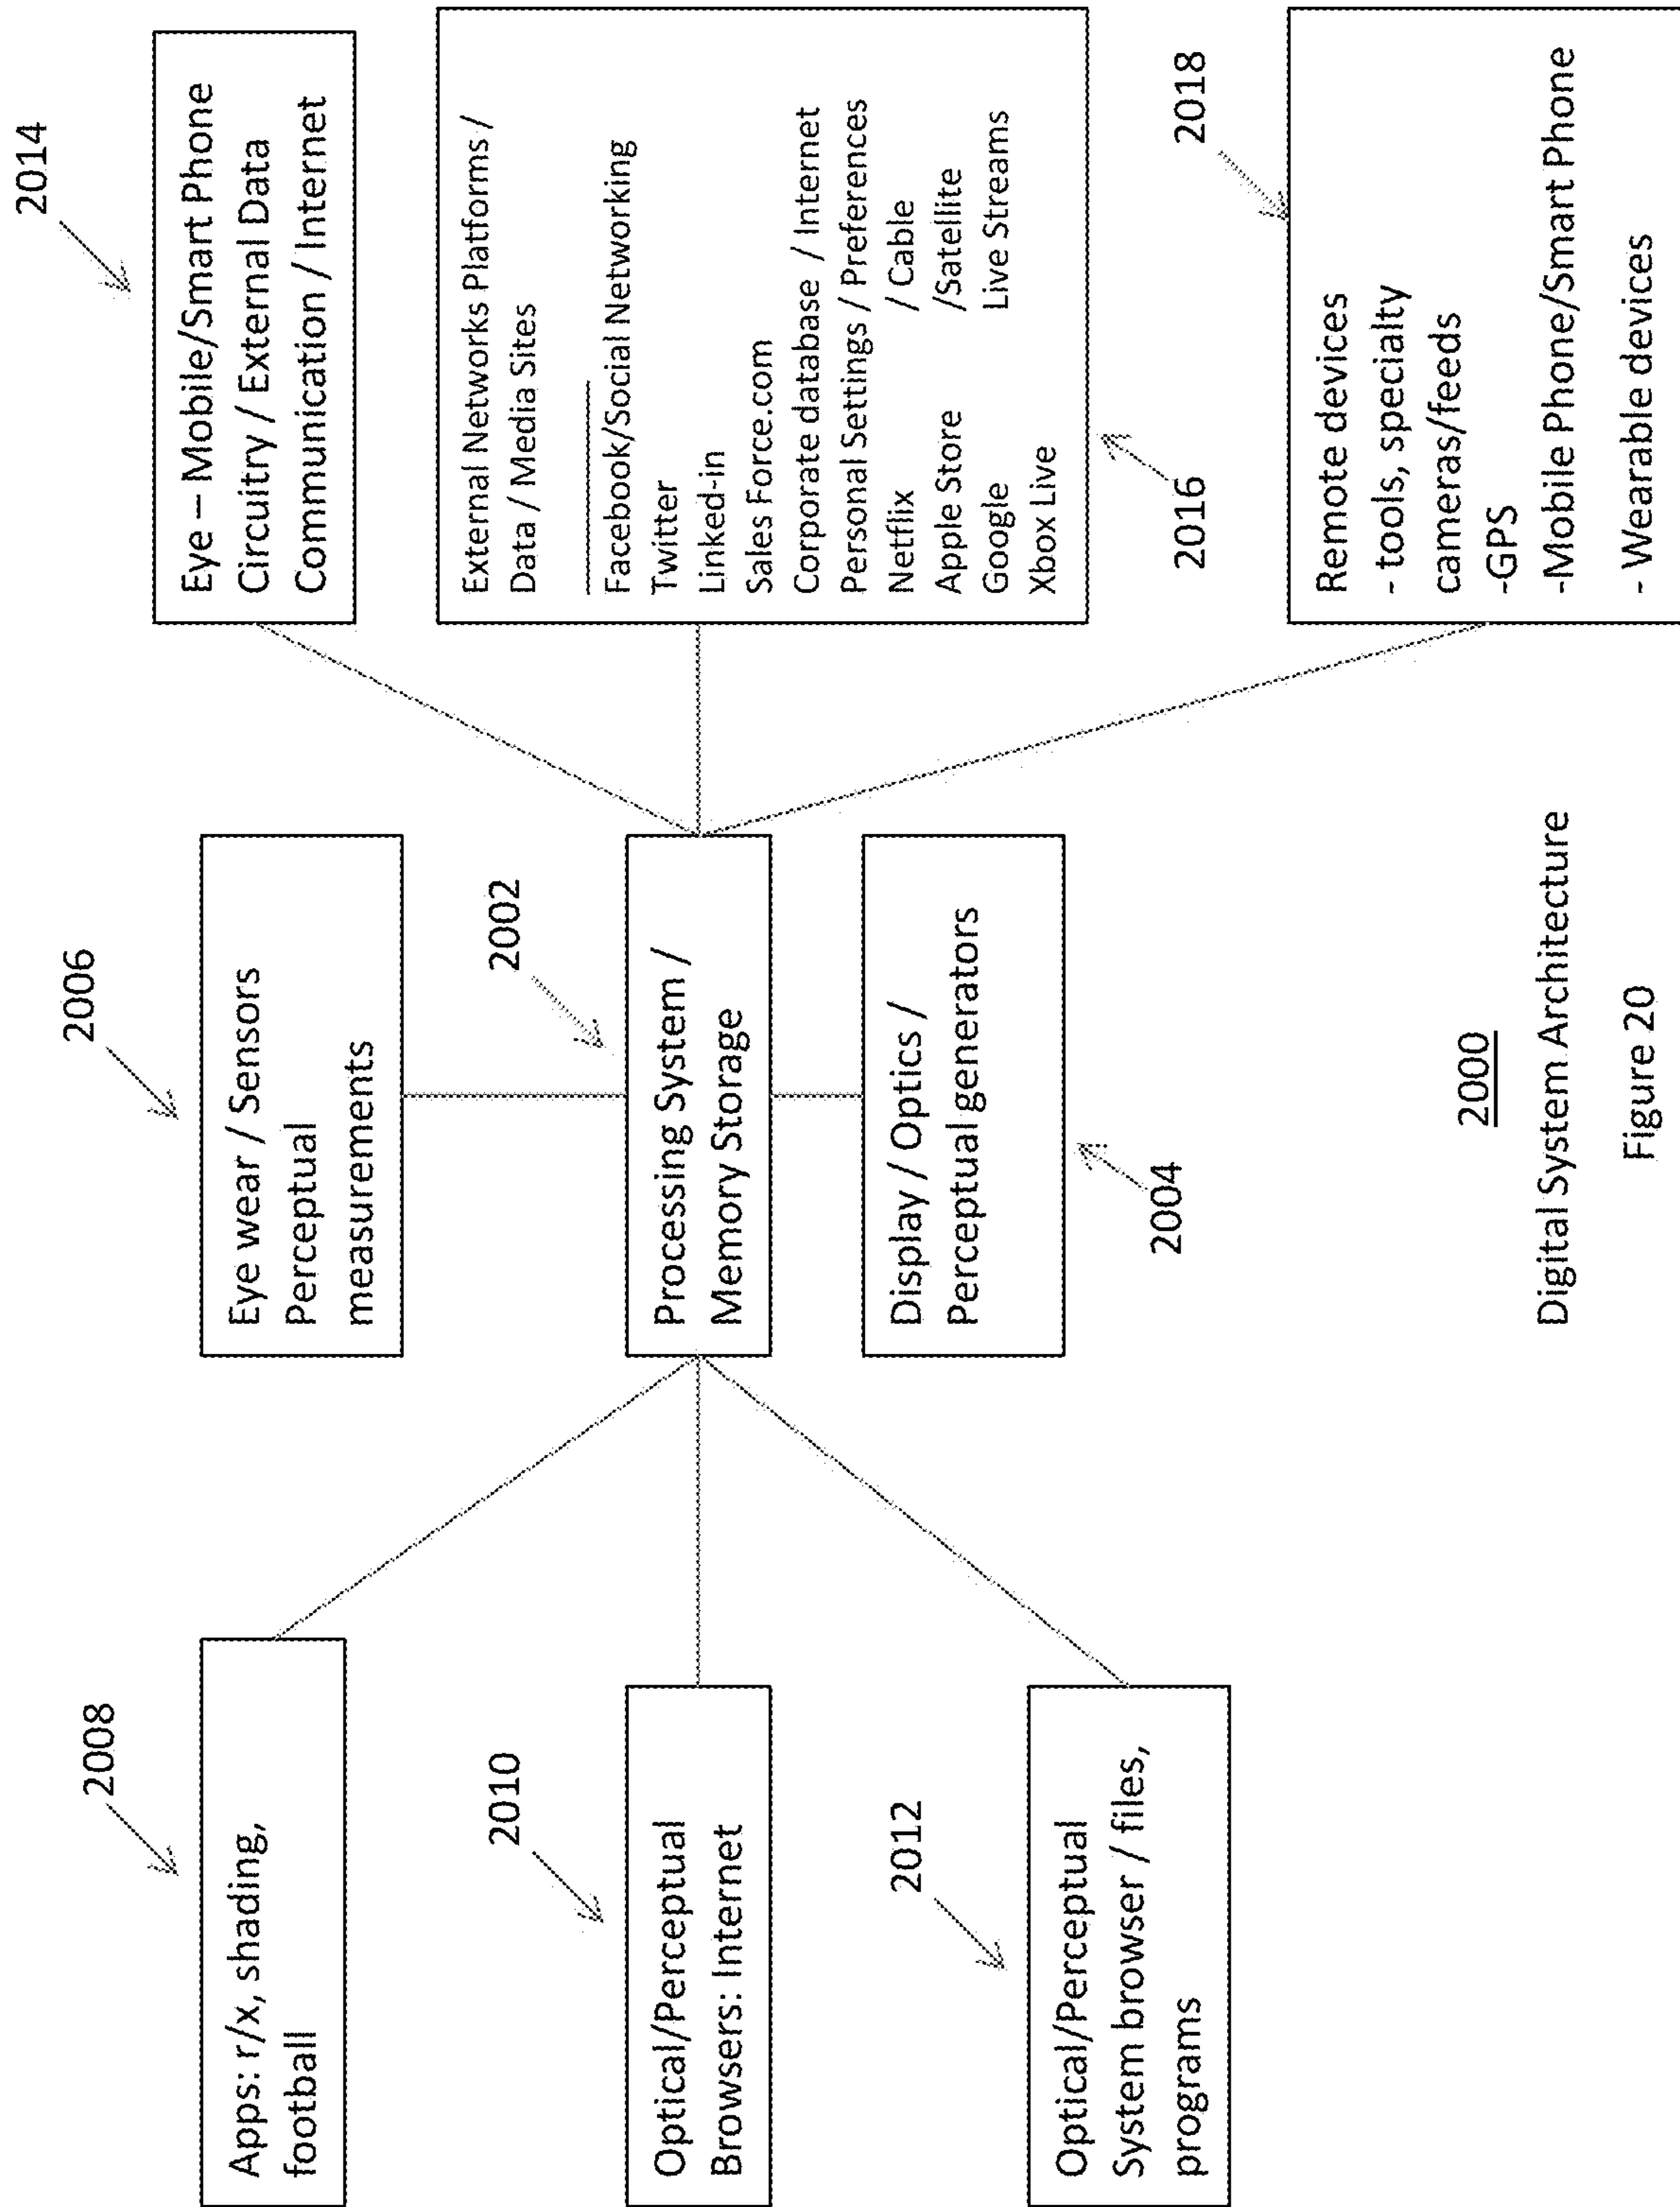 2008
Apps: r/x, shading,
football
2010
Optical/Perceptual
Browsers: Internet
2012
Optical/Perceptual
System browser / files,
programs
2006
Eye wear / Sensors
Perceptual
measurements
2002
Processing System /
Memory Storage
Display / Optics /
Perceptual generators
2004
2014
Eye – Mobile/Smart Phone
Circuitry / External Data
Communication / Internet
External Networks Platforms /
Data / Media Sites
Facebook/Social Networking
Twitter
Linked-in
Sales Force.com
Corporate database / Internet
Personal Settings / Preferences
Netflix / Cable
Apple Store /Satellite
Google Live Streams
Xbox Live
2016
2018
Remote devices
- tools, specialty
cameras/feeds
-GPS
-Mobile Phone/Smart Phone
- Wearable devices
2000
Digital System Architecture
Figure 20